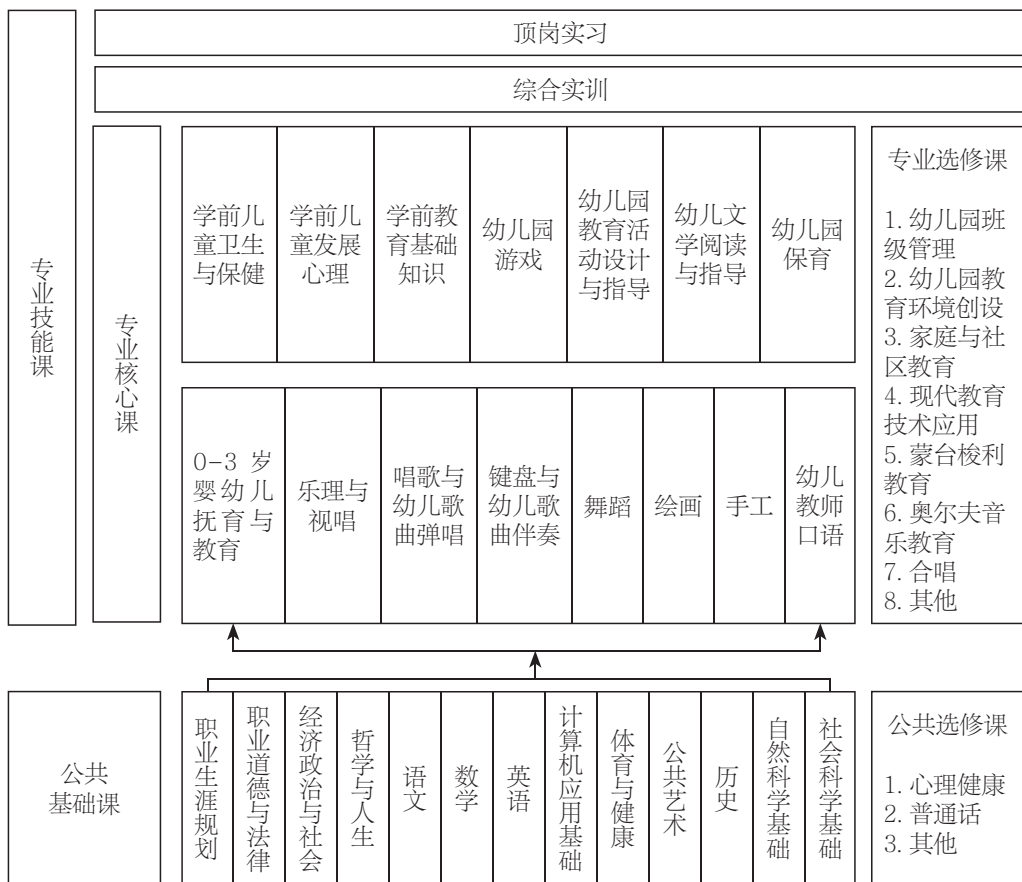 顶岗实习
综合实训
专业技能课
专业核心课
学前儿
童卫生
与保健
学前儿
童发展
心理
学前教
育基础
知识
幼儿园
游戏
幼儿园
教育活
动设计
与指导
幼儿文
学阅读
与指导
幼儿园
保育
0-3 岁
婴幼儿
抚育与
教育
乐理与
视唱
唱歌与
幼儿歌
曲弹唱
键盘与
幼儿歌
曲伴奏
舞蹈
绘画
手工
幼儿
教师
口语
专业选修课
1. 幼儿园班
级管理
2. 幼儿园教
育环境创设
3. 家庭与社
区教育
4. 现代教育
技术应用
5. 蒙台梭利
教育
6. 奥尔夫音
乐教育
7. 合唱
8. 其他
公共
基础课
职业生涯规划
职业道德与法律
经济政治与社会
哲学与人生
语文
数学
英语
计算机应用基础
体育与健康
公共艺术
历史
自然科学基础
社会科学基础
公共选修课
1. 心理健康
2. 普通话
3. 其他